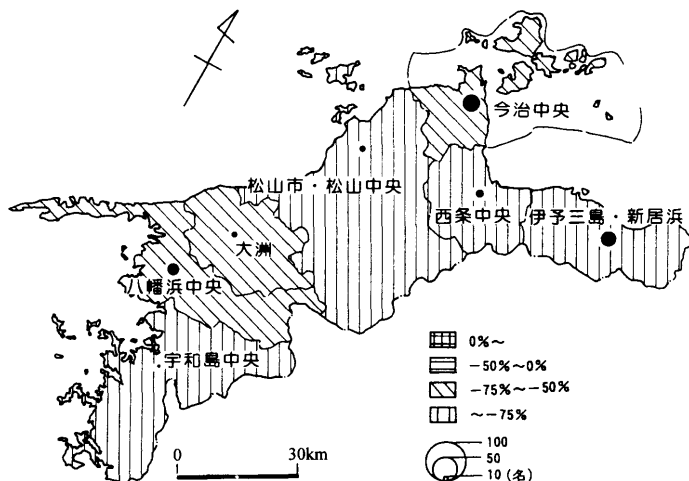 今治中央
松山市・松山中央
西条中央
伊予三島・新居浜
大洲
八幡浜中央
宇和島中央
0%～
-50%～0%
-75%～-50%
～-75%
100
50
10(名)
0
30km